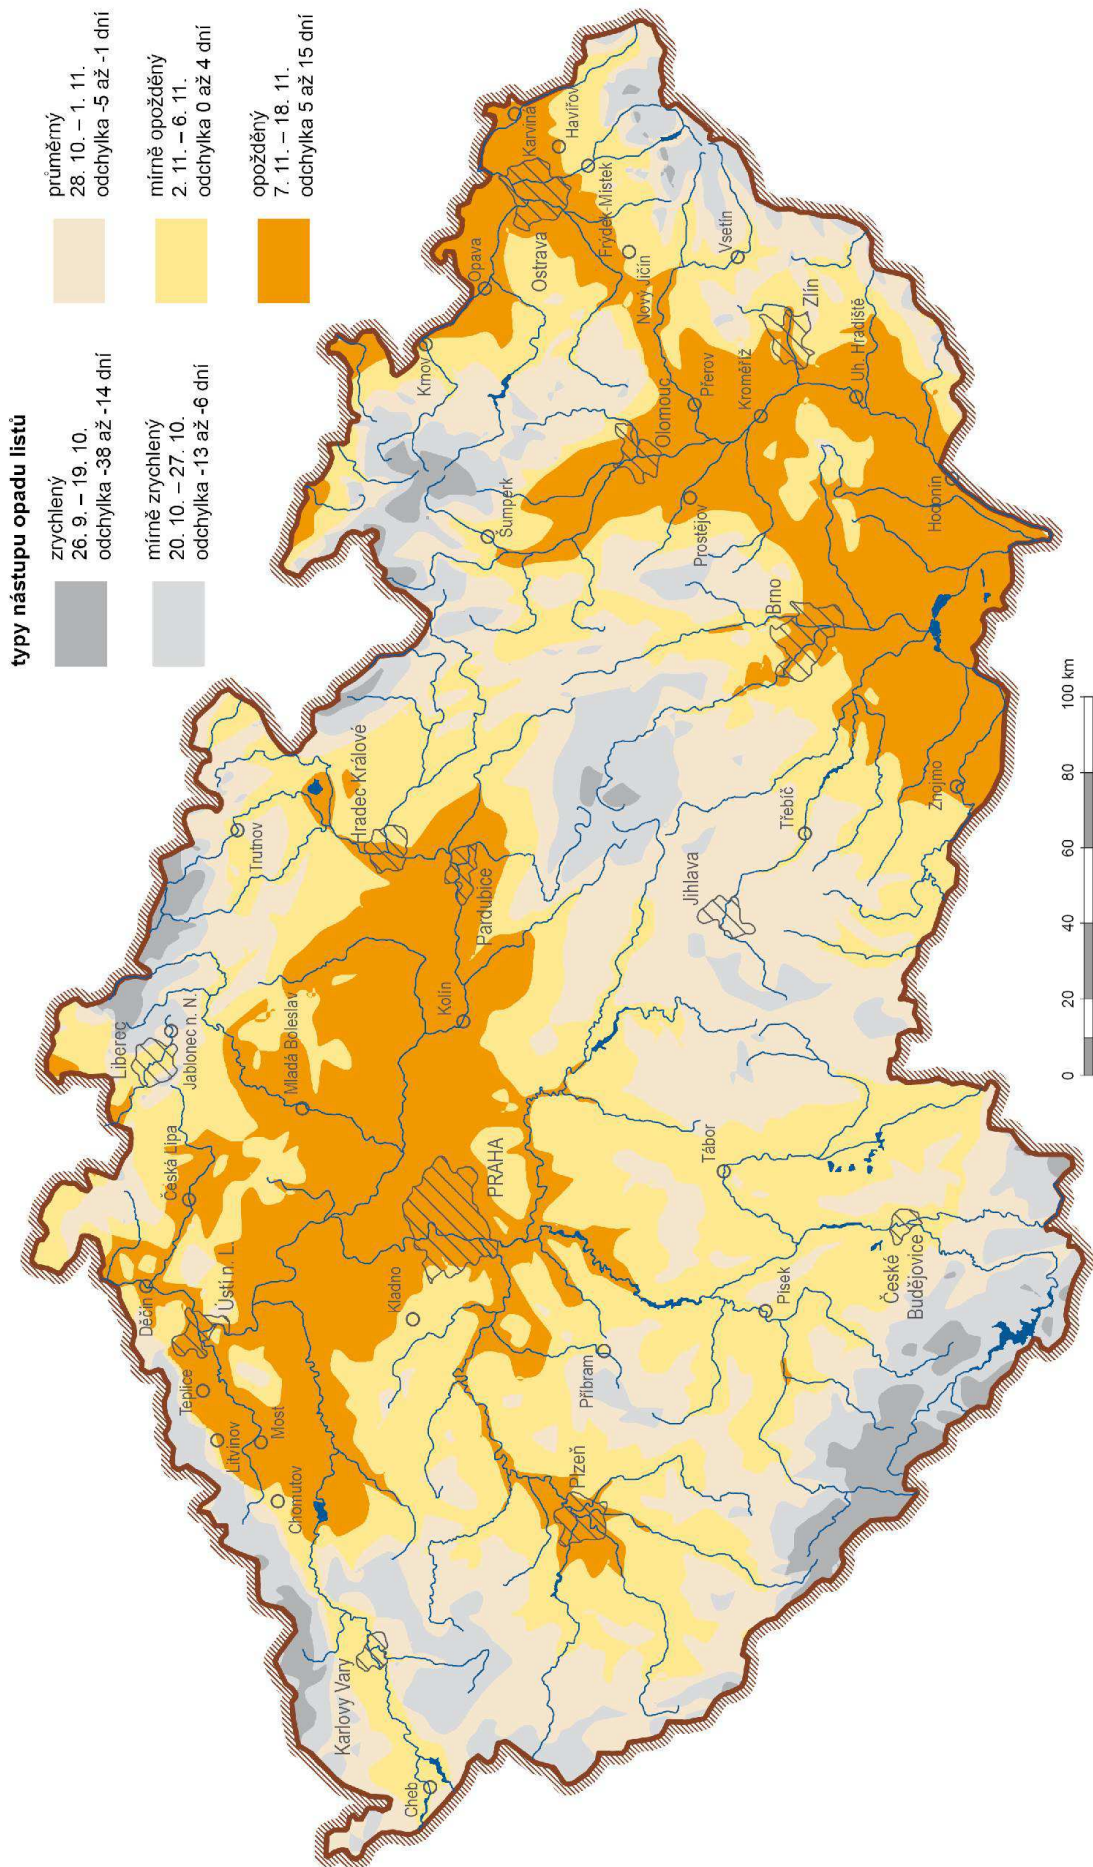 typy nástupu opadu listů
zrychlený
26. 9. – 19. 10.
odchylka -38 až -14 dní
mírně zrychlený
20. 10. – 27. 10.
odchylka -13 až -6 dní
průměrný
28. 10. – 1. 11.
odchylka -5 až -1 dní
mírně opožděný
2. 11. – 6. 11.
odchylka 0 až 4 dní
opožděný
7. 11. – 18. 11.
odchylka 5 až 15 dní
Liberec
Jablonec n. N.
Děčín
Česká Lípa
Ústí n. L.
Teplice
Litvínov
Most
Chomutov
Karlovy Vary
Cheb
Mladá Boleslav
Trutnov
Hradec Králové
Pardubice
Kolín
Kladno
PRAHA
Plzeň
Příbram
Tábor
Písek
České
Budějovice
Jihlava
Třebíč
Znojmo
Brno
Šumperk
Prostějov
Olomouc
Přerov
Kroměříž
Zlín
Uh. Hradiště
Hodonín
Vsetín
Nový Jičín
Krnov
Opava
Ostrava
Karviná
Havířov
Frýdek-Místek
0 20 40 60 80 100 km